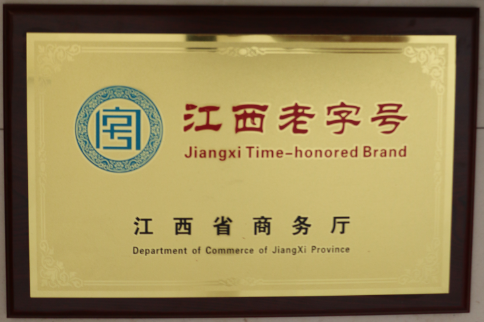 江西老字号
Jiangxi Time-honored Brand
江西省商务厅
Department of Commerce of JiangXi Province